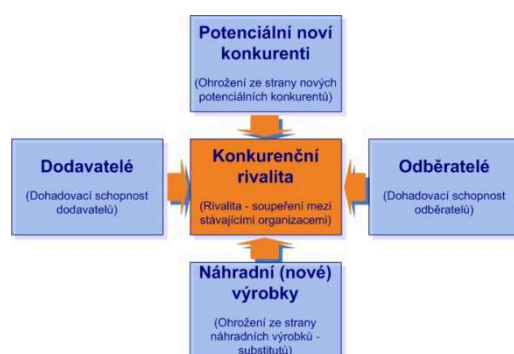 Potenciální noví
konkurenti
(Ohrožení ze strany nových
potenciálních konkurentů)
Dodavatelé
(Dohadovací schopnost
dodavatelů)
Konkurenční
rivalita
(Rivalita - soupeření mezi
stávajícími organizacemi)
Odběratelé
(Dohadovací schopnost
odběratelů)
Náhradní (nové)
výrobky
(Ohrožení ze strany
náhradních výrobků -
substitutů)